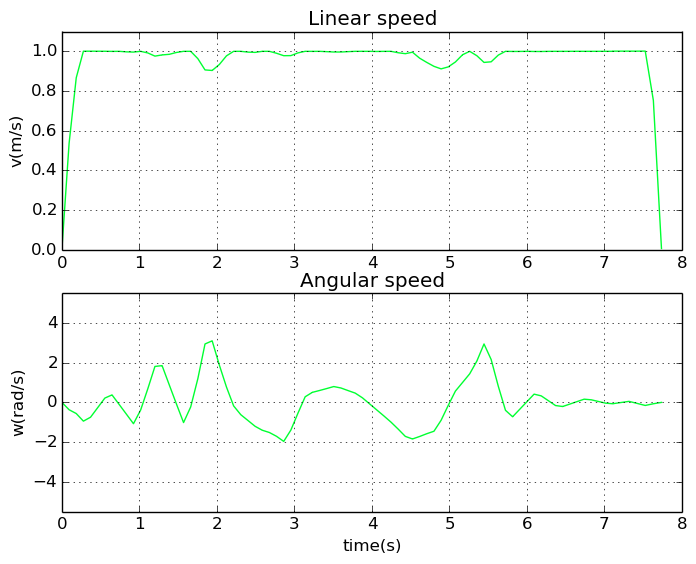 Linear speed
v(m/s)
1.0
0.8
0.6
0.4
0.2
0.0
0 1 2 3 4 5 6 7 8
Angular speed
w(rad/s)
4
2
0
−2
−4
0 1 2 3 4 5 6 7 8
time(s)